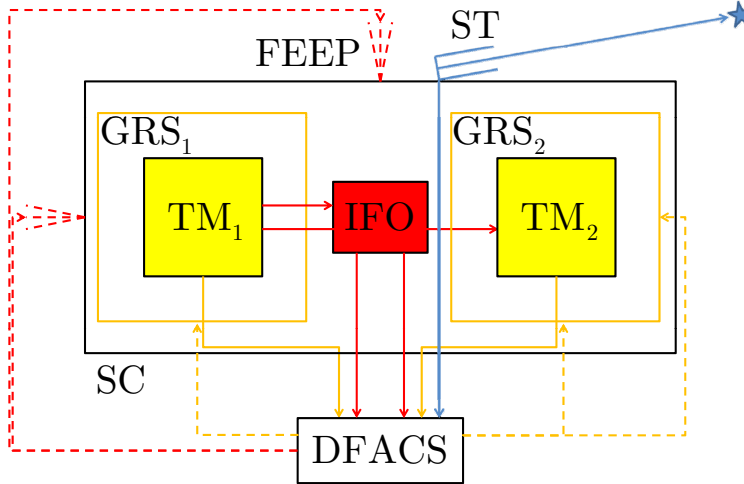 ST
FEEP
GRS₁
GRS₂
TM₁
IFO
TM₂
SC
DFACS